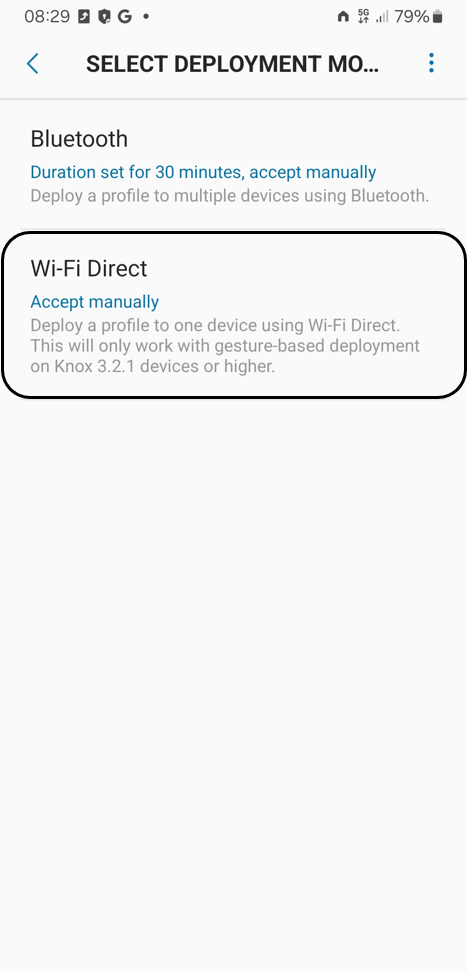 08:29 5G 79%
SELECT DEPLOYMENT MO...
Bluetooth
Duration set for 30 minutes, accept manually
Deploy a profile to multiple devices using Bluetooth.
Wi-Fi Direct
Accept manually
Deploy a profile to one device using Wi-Fi Direct.
This will only work with gesture-based deployment
on Knox 3.2.1 devices or higher.